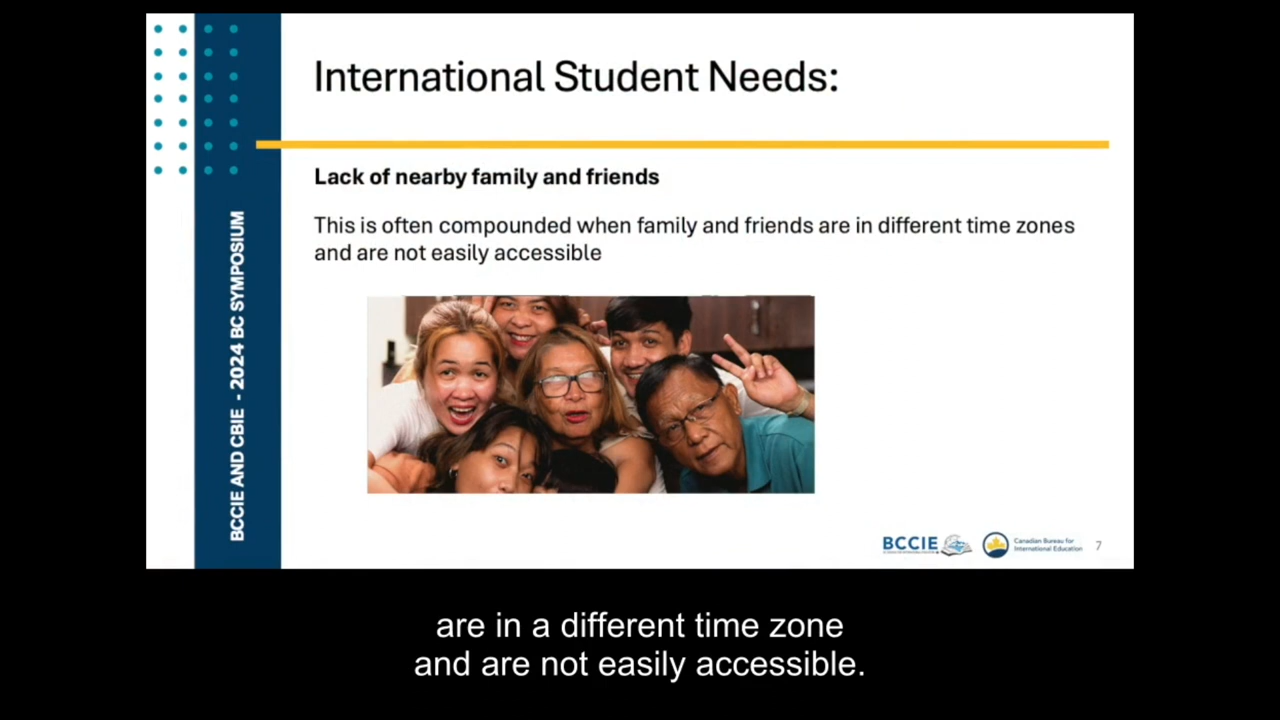 International Student Needs:
Lack of nearby family and friends
This is often compounded when family and friends are in different time zones
and are not easily accessible
BCCIE AND CBIE - 2024 BC SYMPOSIUM
BCCIE
Canadian Bureau for
International Education
7
are in a different time zone
and are not easily accessible.